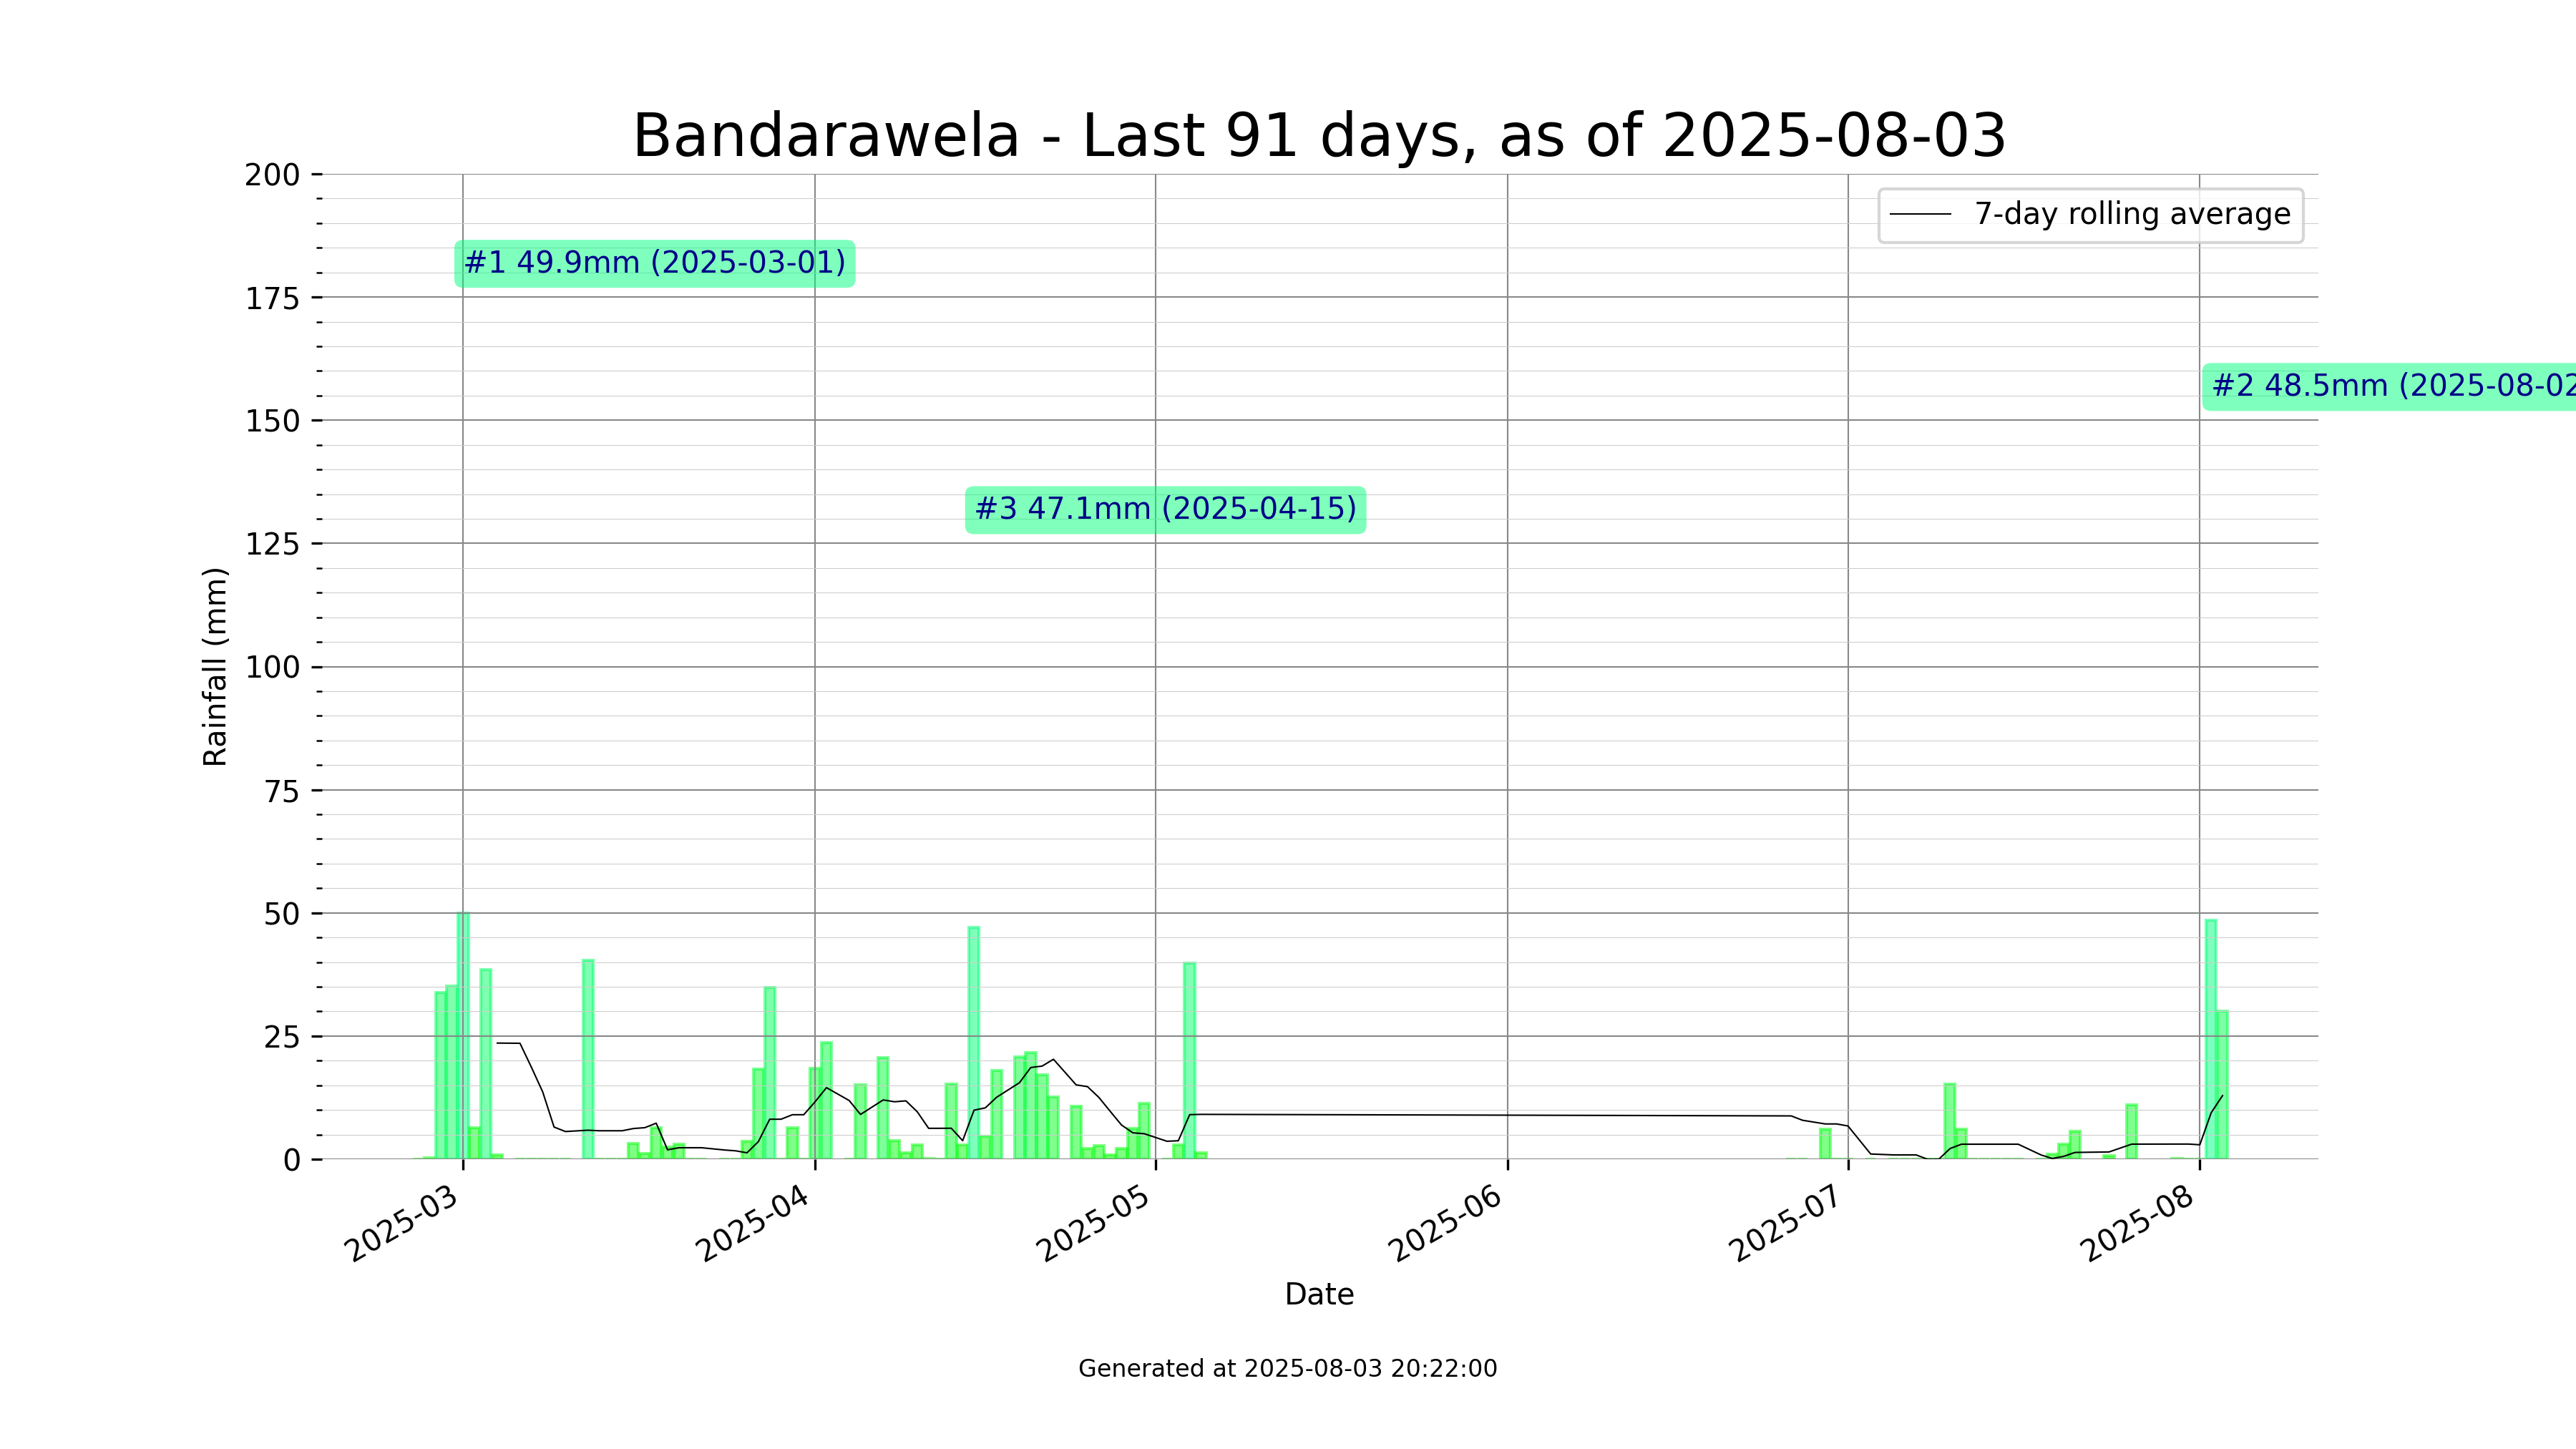 Bandarawela - Last 91 days, as of 2025-08-03
200
175
150
125
100
75
50
25
0
Rainfall (mm)
7-day rolling average
#1 49.9mm (2025-03-01)
#2 48.5mm (2025-08-02
#3 47.1mm (2025-04-15)
2025-03
2025-04
2025-05
2025-06
2025-07
2025-08
Date
Generated at 2025-08-03 20:22:00